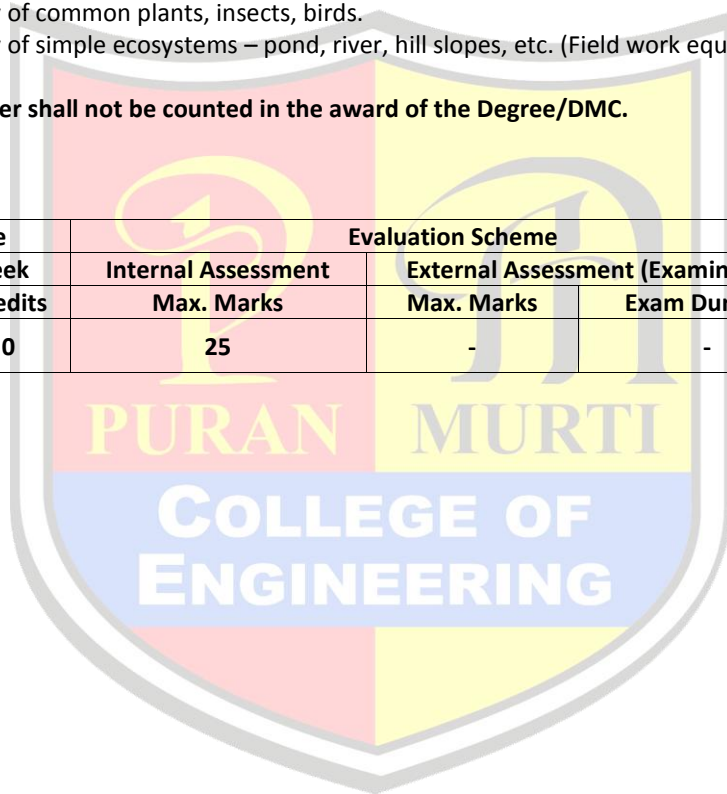 of common plants, insects, birds.
of simple ecosystems – pond, river, hill slopes, etc. (Field work equ
er shall not be counted in the award of the Degree/DMC.
e Evaluation Scheme
eek Internal Assessment External Assessment (Examin
edits Max. Marks Max. Marks Exam Dur
0 25 - -
PURAN MURTI
COLLEGE OF
ENGINEERING